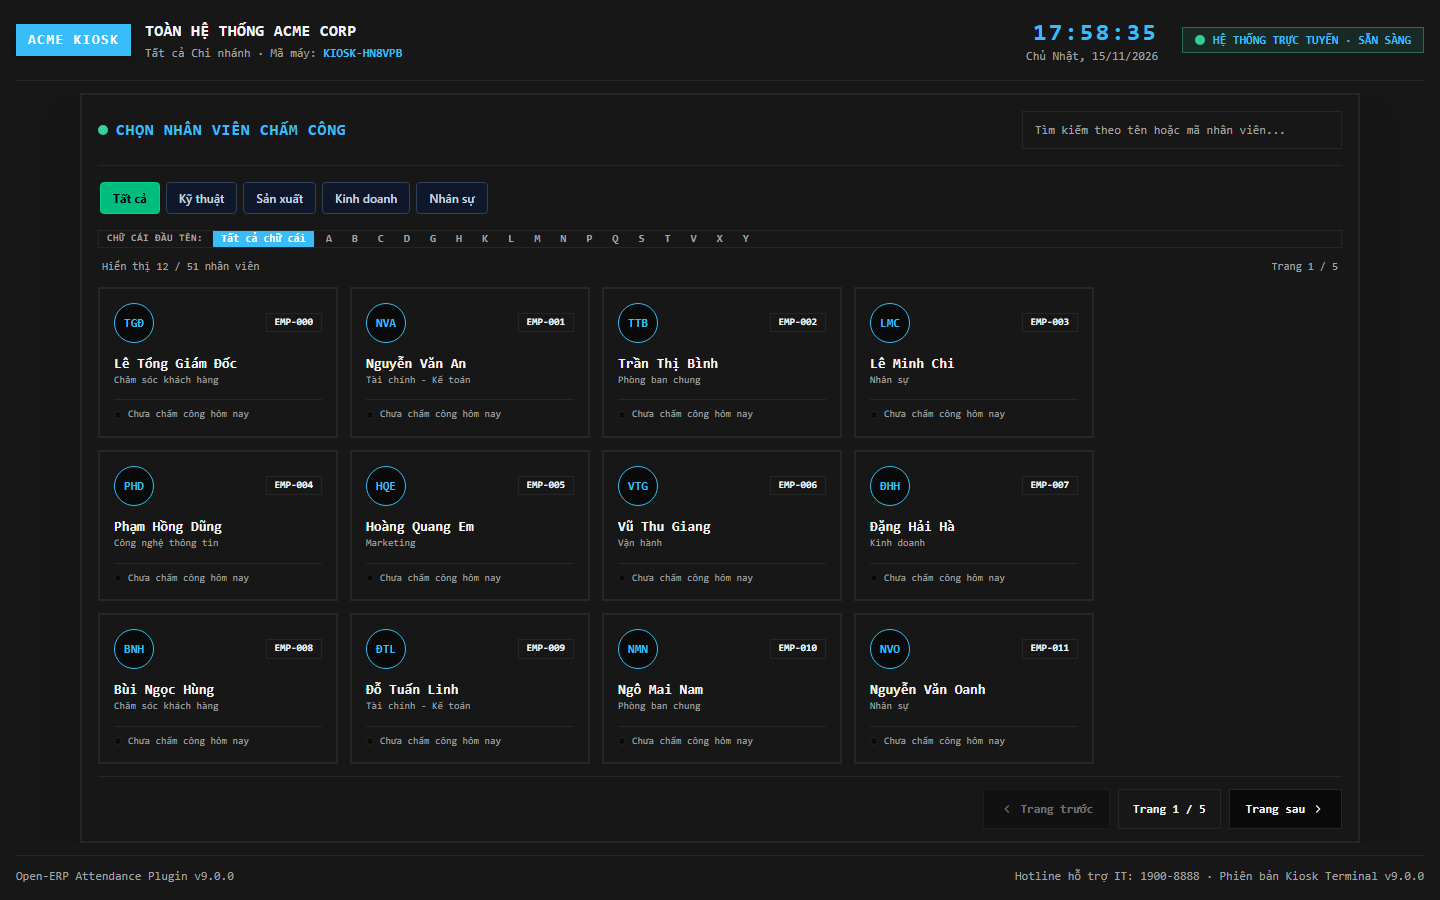 ACME KIOSK
TOÀN HỆ THỐNG ACME CORP
Tất cả Chi nhánh · Mã máy: KIOSK-HN8VPB
17:58:35
Chủ Nhật, 15/11/2026
HỆ THỐNG TRỰC TUYẾN · SẴN SÀNG
CHỌN NHÂN VIÊN CHẤM CÔNG
Tìm kiếm theo tên hoặc mã nhân viên...
Tất cả Kỹ thuật Sản xuất Kinh doanh Nhân sự
CHỮ CÁI ĐẦU TÊN: Tất cả chữ cái A B C D G H K L M N P Q S T V X Y
Hiển thị 12 / 51 nhân viên
Trang 1 / 5
TGĐ EMP-000
Lê Tổng Giám Đốc
Chăm sóc khách hàng
Chưa chấm công hôm nay
NVA EMP-001
Nguyễn Văn An
Tài chính - Kế toán
Chưa chấm công hôm nay
TTB EMP-002
Trần Thị Bình
Phòng ban chung
Chưa chấm công hôm nay
LMC EMP-003
Lê Minh Chi
Nhân sự
Chưa chấm công hôm nay
PHD EMP-004
Phạm Hồng Dũng
Công nghệ thông tin
Chưa chấm công hôm nay
HQE EMP-005
Hoàng Quang Em
Marketing
Chưa chấm công hôm nay
VTG EMP-006
Vũ Thu Giang
Vận hành
Chưa chấm công hôm nay
ĐHH EMP-007
Đặng Hải Hà
Kinh doanh
Chưa chấm công hôm nay
BNH EMP-008
Bùi Ngọc Hùng
Chăm sóc khách hàng
Chưa chấm công hôm nay
ĐTL EMP-009
Đỗ Tuấn Linh
Tài chính - Kế toán
Chưa chấm công hôm nay
NMN EMP-010
Ngô Mai Nam
Phòng ban chung
Chưa chấm công hôm nay
NVO EMP-011
Nguyễn Văn Oanh
Nhân sự
Chưa chấm công hôm nay
Trang trước
Trang 1 / 5
Trang sau
Open-ERP Attendance Plugin v9.0.0
Hotline hỗ trợ IT: 1900-8888 · Phiên bản Kiosk Terminal v9.0.0